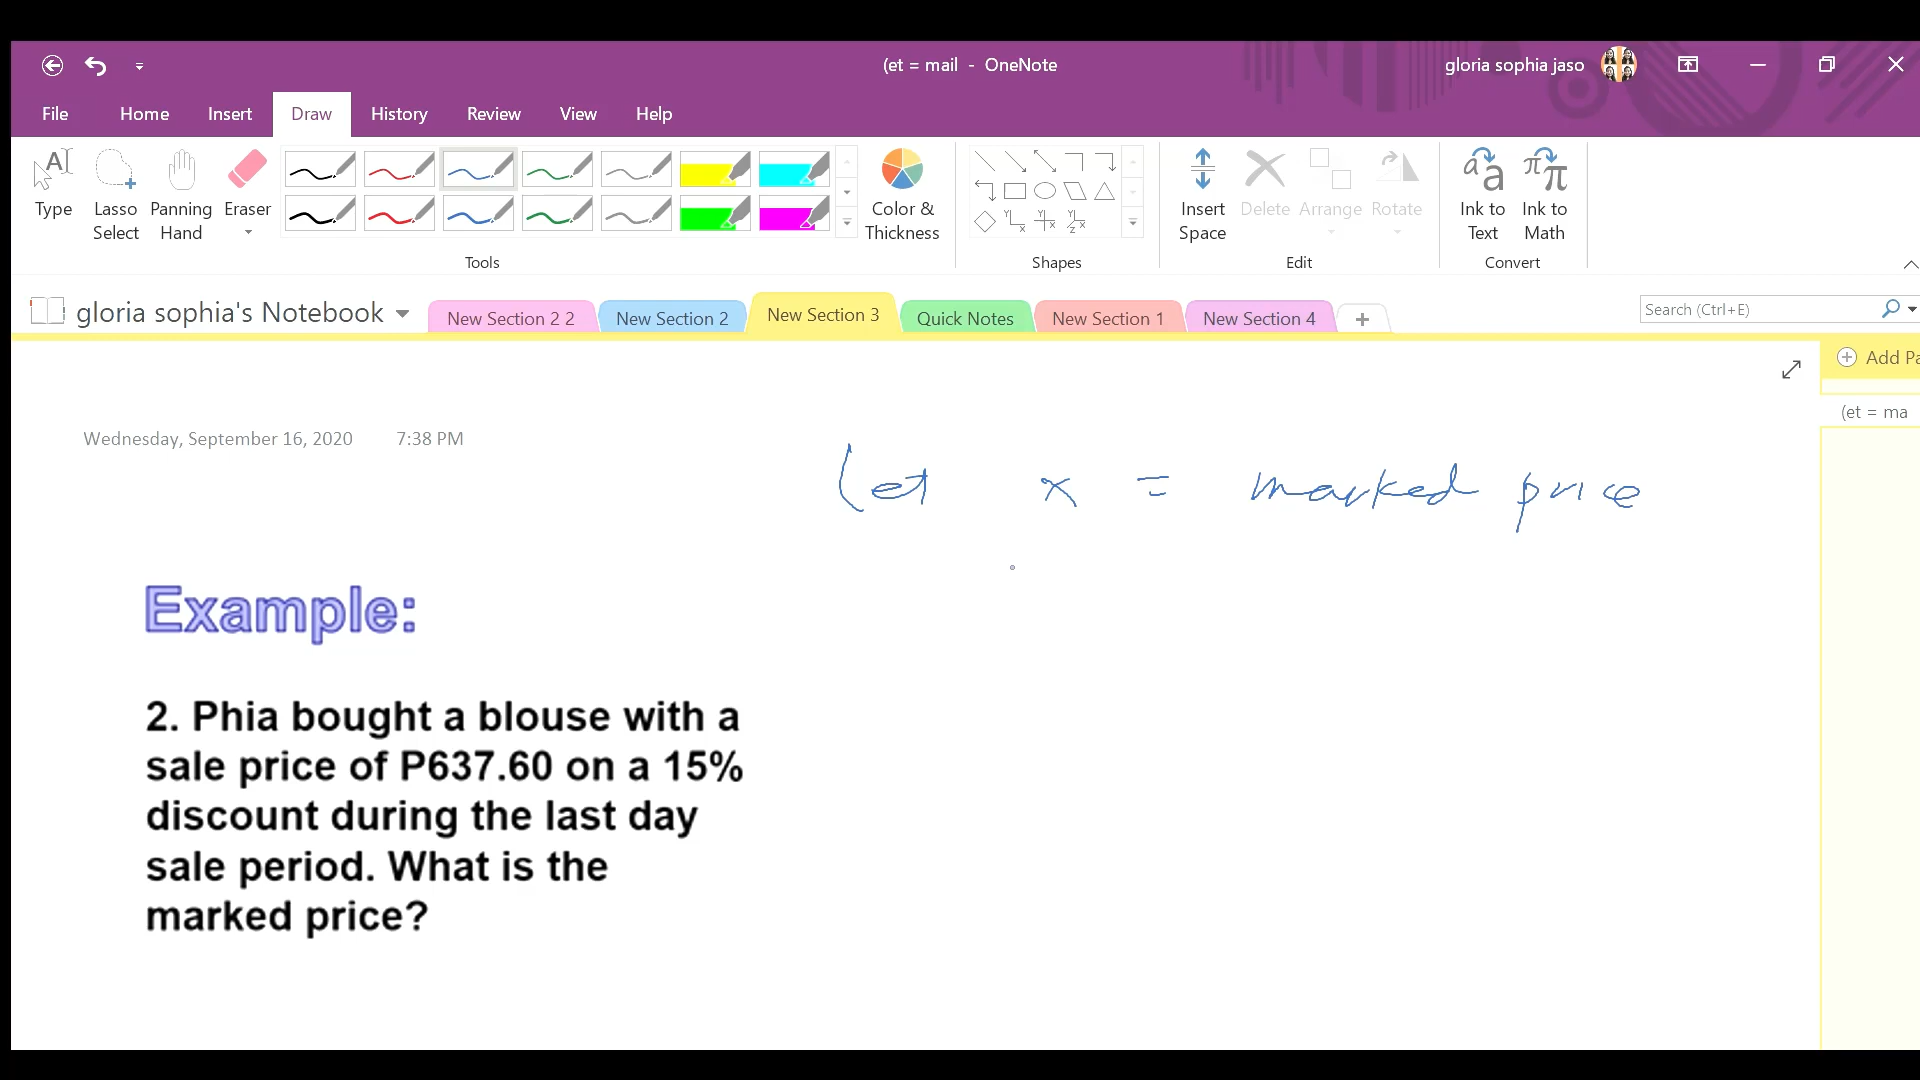 (et = mail - OneNote
gloria sophia jaso
File Home Insert Draw History Review View Help
Type
Lasso Select
Panning Hand
Eraser
Color & Thickness
Insert Space
Delete
Arrange
Rotate
Ink to Text
Ink to Math
Tools
Shapes
Edit
Convert
gloria sophia's Notebook
New Section 2 2
New Section 2
New Section 3
Quick Notes
New Section 1
New Section 4
Search (Ctrl+E)
Add Pa
(et = ma
Wednesday, September 16, 2020 7:38 PM
let x = marked price
Example:
2. Phia bought a blouse with a
sale price of P637.60 on a 15%
discount during the last day
sale period. What is the
marked price?